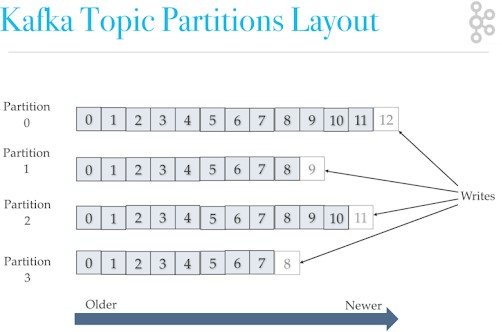 Kafka Topic Partitions Layout
Partition
0
0 1 2 3 4 5 6 7 8 9 10 11 12
Partition
1
0 1 2 3 4 5 6 7 8 9
Writes
Partition
2
0 1 2 3 4 5 6 7 8 9 10 11
Partition
3
0 1 2 3 4 5 6 7 8
Older
Newer